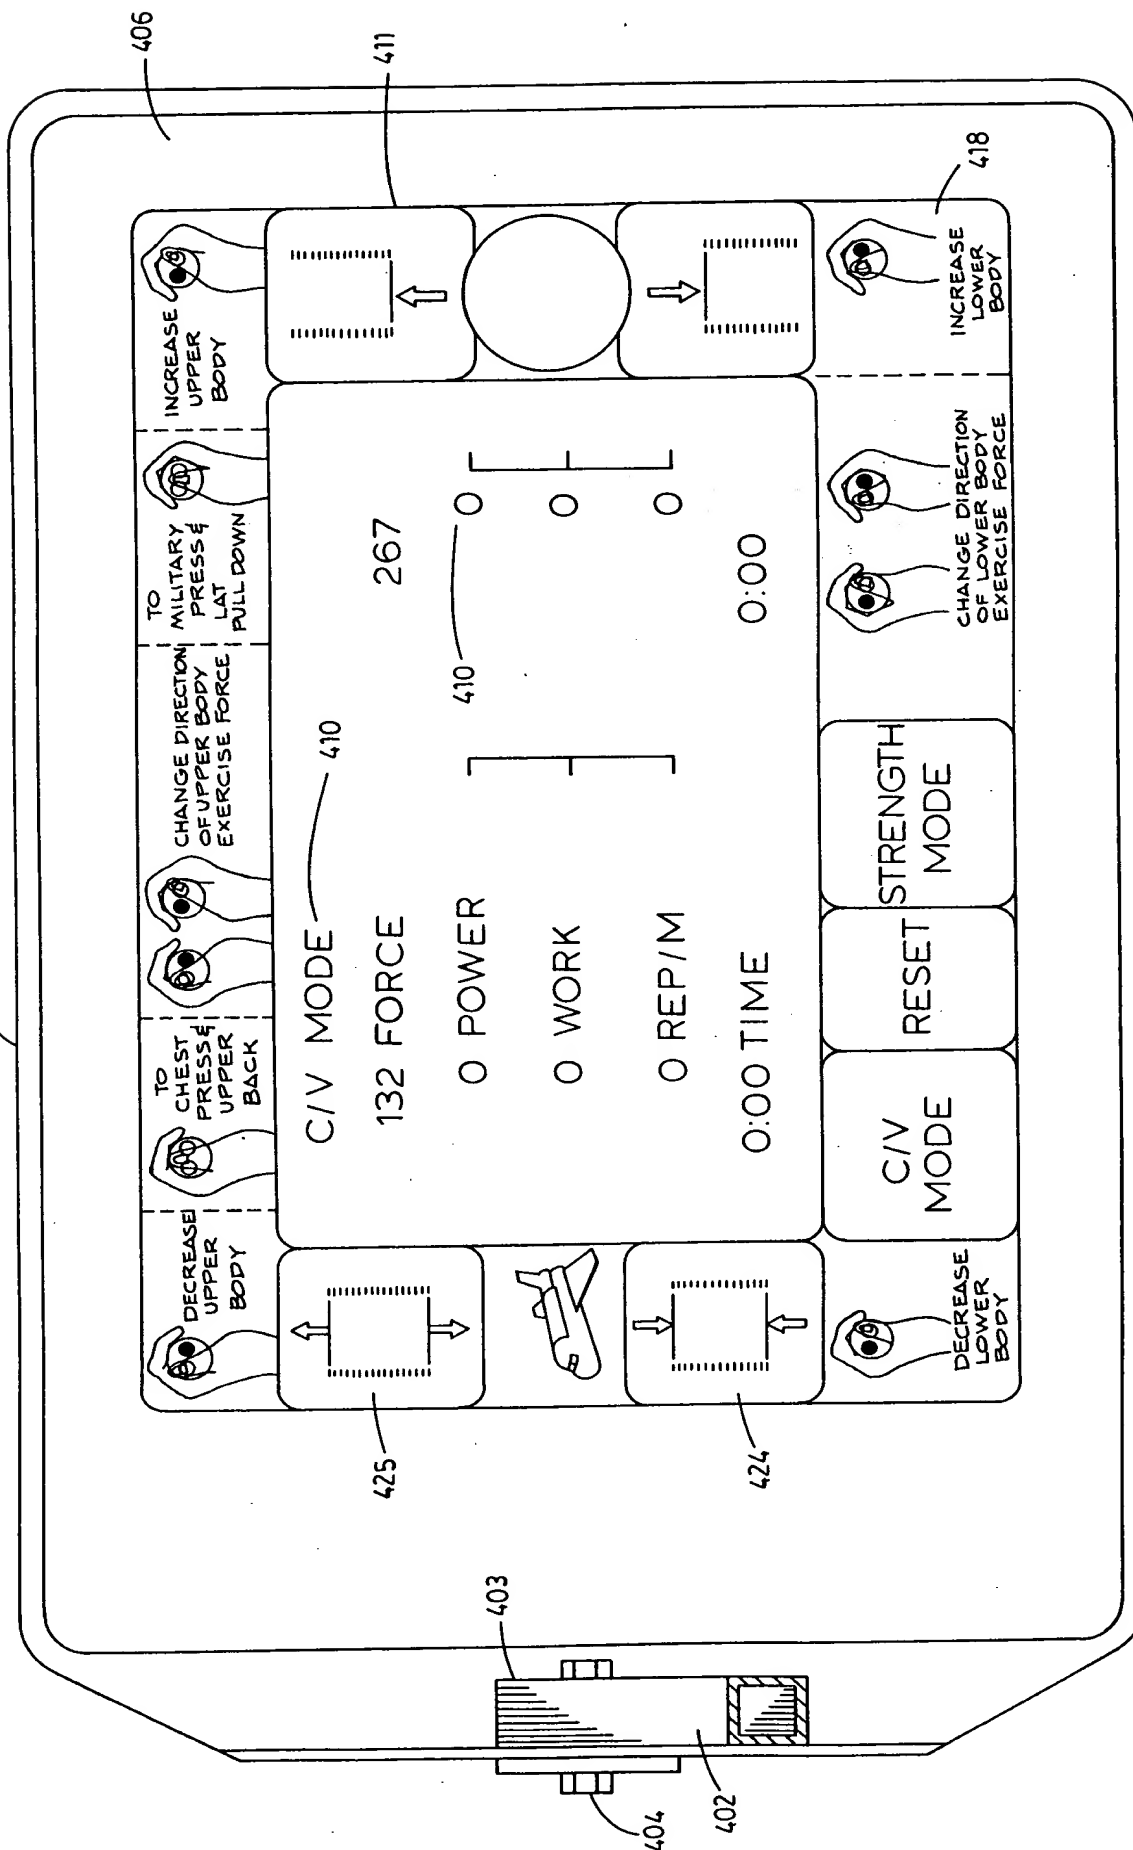 406
411
DECREASE
UPPER
BODY
TO
CHEST
PRESS &
UPPER
BACK
CHANGE DIRECTION
OF UPPER BODY
EXERCISE FORCE
TO
MILITARY
PRESS &
LAT
PULL DOWN
INCREASE
UPPER
BODY
425
C/V MODE
410
132 FORCE
267
O POWER
O
410
O WORK
O
O REP/M
O
0:00 TIME
0:00
424
C/V
MODE
RESET
STRENGTH
MODE
DECREASE
LOWER
BODY
CHANGE DIRECTION
OF LOWER BODY
EXERCISE FORCE
INCREASE
LOWER
BODY
418
403
404
402